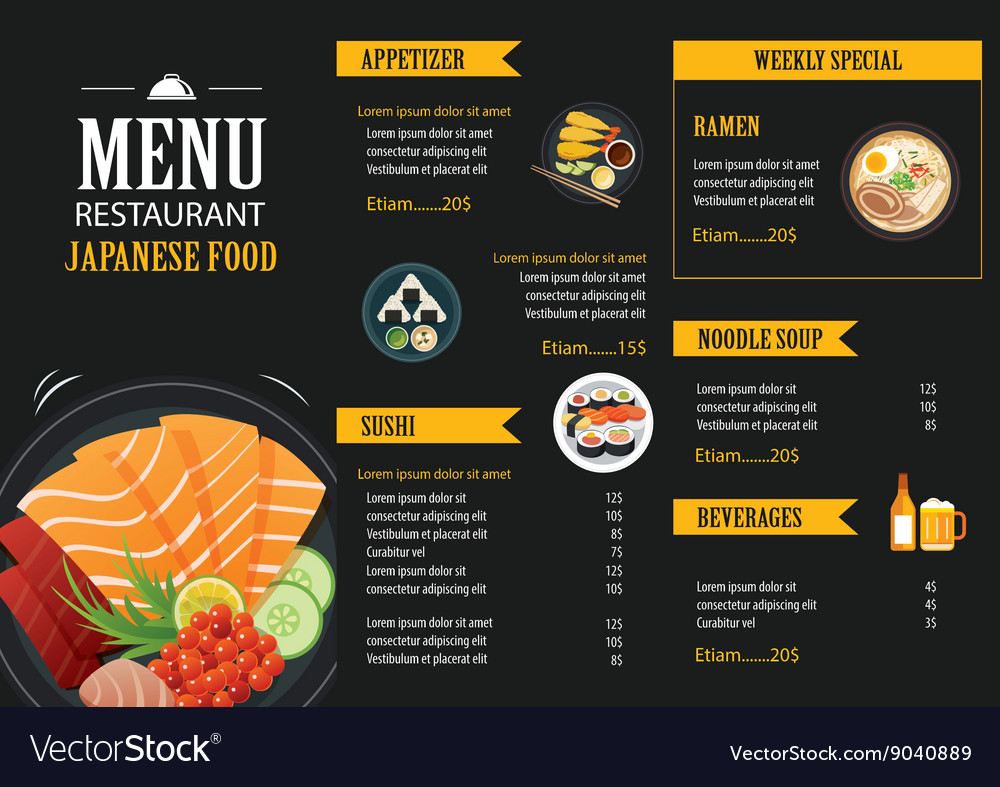 MENU
RESTAURANT
JAPANESE FOOD
APPETIZER
Lorem ipsum dolor sit amet
Lorem ipsum dolor sit amet
consectetur adipiscing elit
Vestibulum et placerat elit
Etiam.......20$
Lorem ipsum dolor sit amet
Lorem ipsum dolor sit amet
consectetur adipiscing elit
Vestibulum et placerat elit
Etiam.......15$
SUSHI
Lorem ipsum dolor sit amet
Lorem ipsum dolor sit 12$
consectetur adipiscing elit 10$
Vestibulum et placerat elit 8$
Curabitur vel 7$
Lorem ipsum dolor sit 12$
consectetur adipiscing elit 10$
Lorem ipsum dolor sit amet 12$
consectetur adipiscing elit 10$
Vestibulum et placerat elit 8$
WEEKLY SPECIAL
RAMEN
Lorem ipsum dolor sit amet
consectetur adipiscing elit
Vestibulum et placerat elit
Etiam.......20$
NOODLE SOUP
Lorem ipsum dolor sit 12$
consectetur adipiscing elit 10$
Vestibulum et placerat elit 8$
Etiam.......20$
BEVERAGES
Lorem ipsum dolor sit 4$
consectetur adipiscing elit 4$
Curabitur vel 3$
Etiam.......20$
VectorStock®
VectorStock.com/9040889